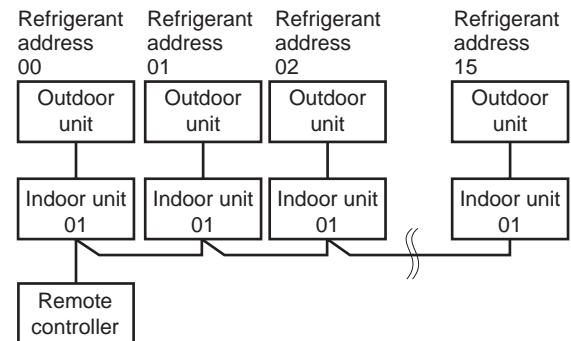 Refrigerant
address
00
Refrigerant
address
01
Refrigerant
address
02
Refrigerant
address
15
Outdoor
unit
Outdoor
unit
Outdoor
unit
Outdoor
unit
Indoor unit
01
Indoor unit
01
Indoor unit
01
Indoor unit
01
Remote
controller